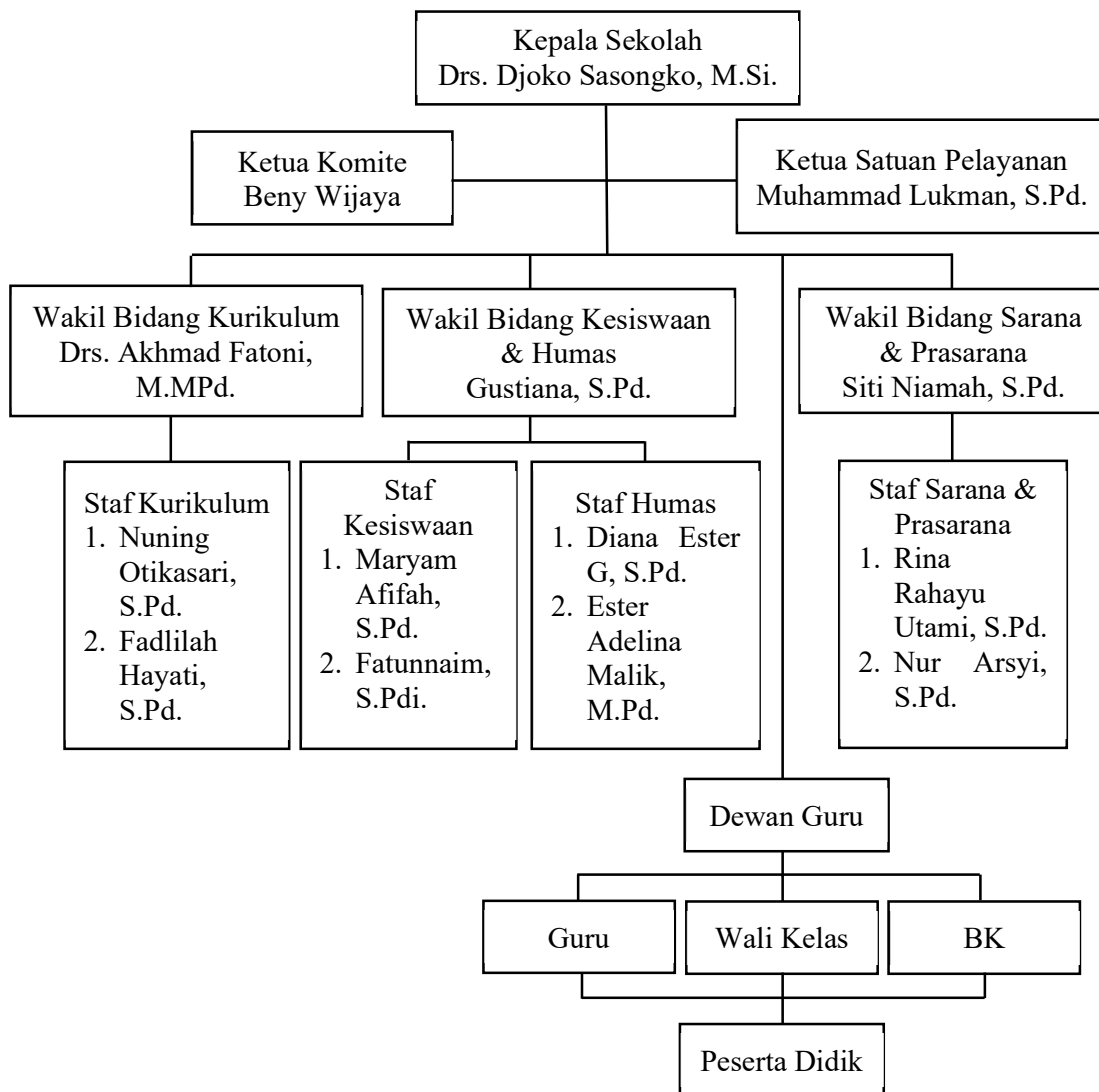 Kepala Sekolah
Drs. Djoko Sasongko, M.Si.
Ketua Komite
Beny Wijaya
Ketua Satuan Pelayanan
Muhammad Lukman, S.Pd.
Wakil Bidang Kurikulum
Drs. Akhmad Fatoni,
M.MPd.
Wakil Bidang Kesiswaan
& Humas
Gustiana, S.Pd.
Wakil Bidang Sarana
& Prasarana
Siti Niamah, S.Pd.
Staf Kurikulum
1. Nuning
Otikasari,
S.Pd.
2. Fadlilah
Hayati,
S.Pd.
Staf
Kesiswaan
1. Maryam
Afifah,
S.Pd.
2. Fatunnaim,
S.Pdi.
Staf Humas
1. Diana Ester
G, S.Pd.
2. Ester
Adelina
Malik,
M.Pd.
Staf Sarana &
Prasarana
1. Rina
Rahayu
Utami, S.Pd.
2. Nur Arsyi,
S.Pd.
Dewan Guru
Guru
Wali Kelas
BK
Peserta Didik